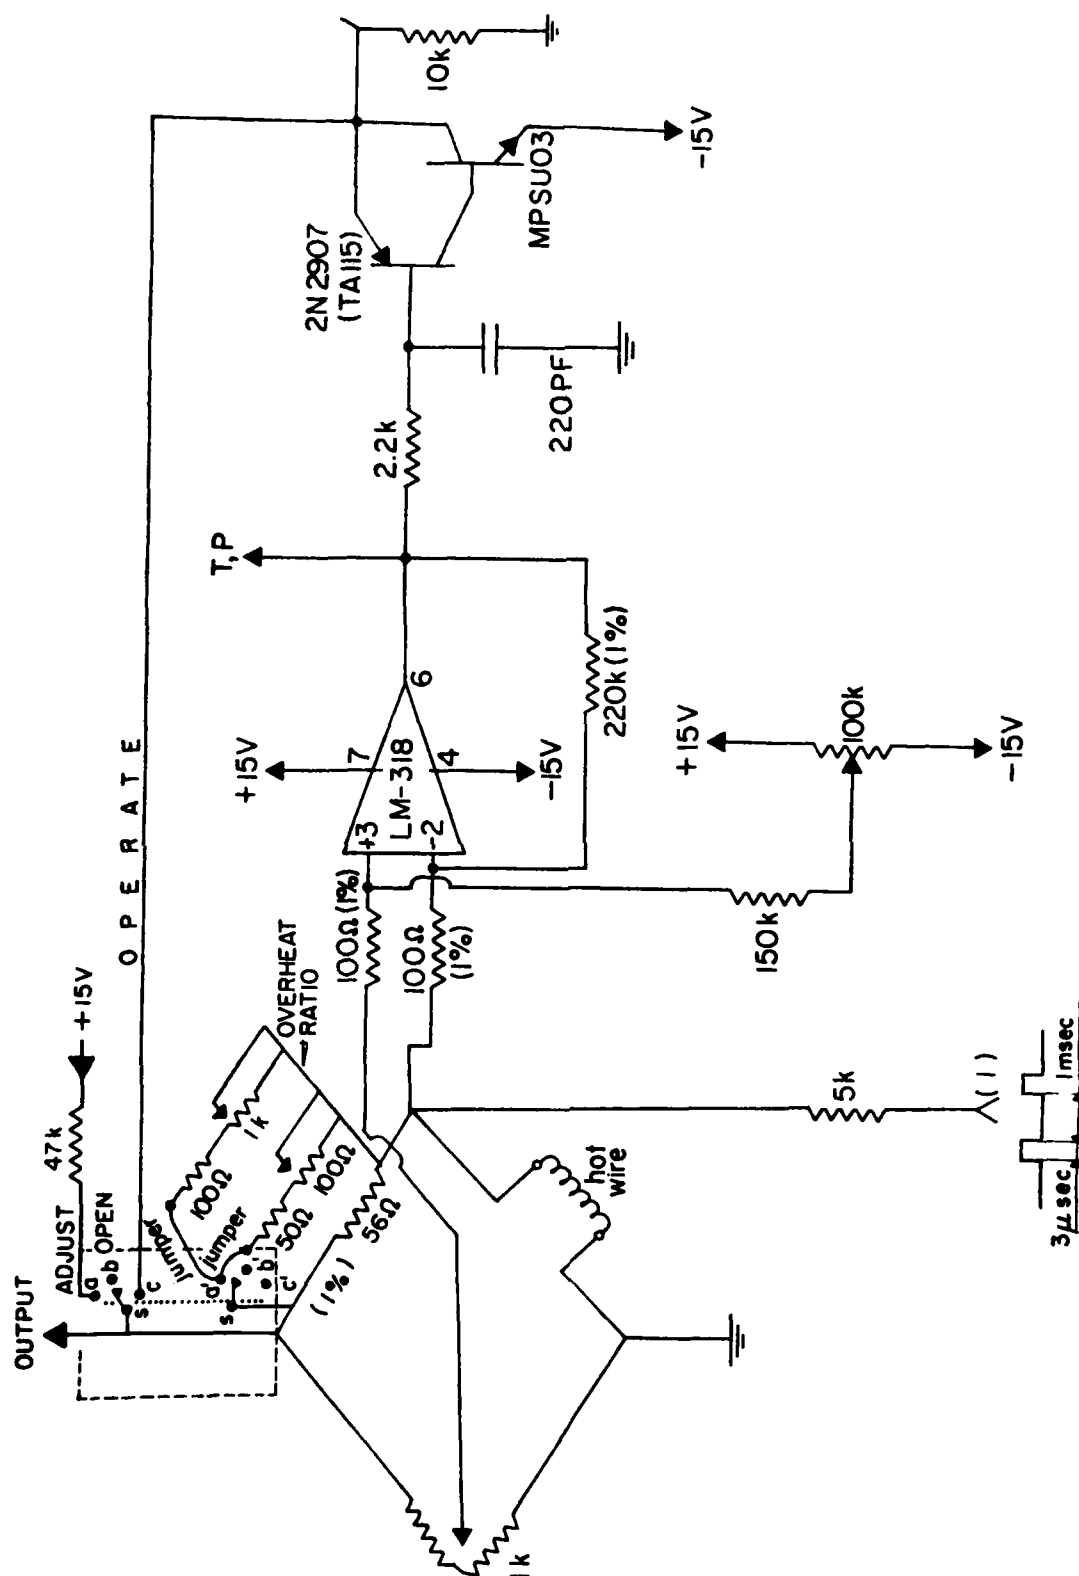 OUTPUT
ADJUST
OPEN
47k
+15V
OPERATE
a
b
c
s
jumper
100Ω
1k
jumper
a'
b'
c'
s
50Ω
100Ω
OVERHEAT
RATIO
(1%)
56Ω
hot
wire
1k
5k
(1)
3μsec
1msec
100Ω(1%)
100Ω
(1%)
150k
+15V
100k
-15V
+3
-2
LM-318
7
4
6
+15V
-15V
220k(1%)
T,P
2.2k
220PF
2N2907
(TA115)
MPSU03
-15V
10k